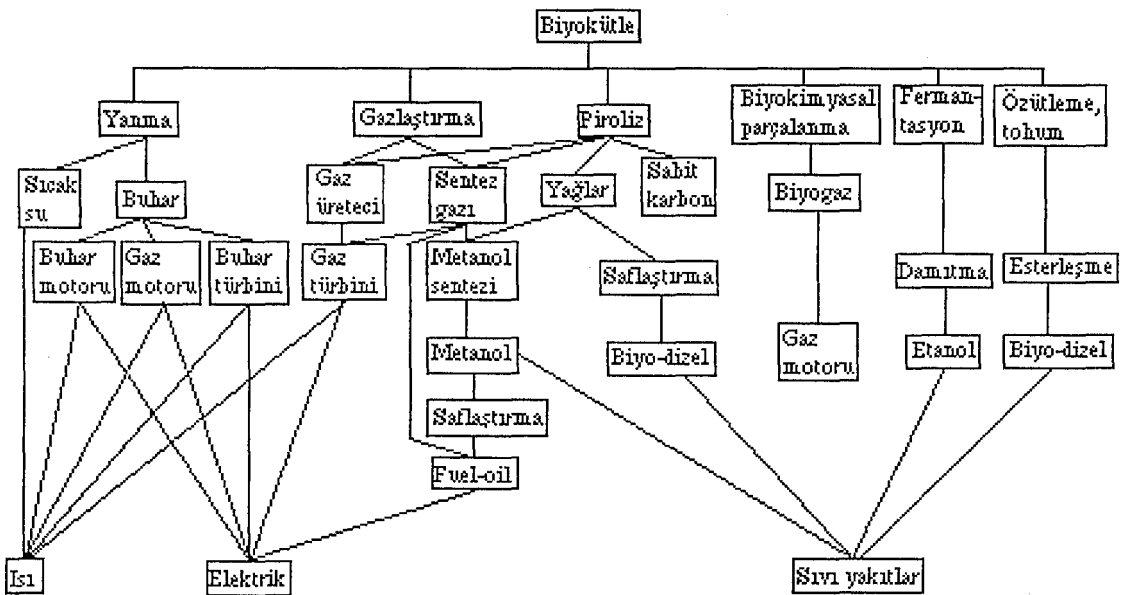 Biyokütle
Yanma
Gazlaştırma
Piroliz
Biyokimyasal
parçalanma
Ferman-
tasyon
Özütleme,
tohum
Sıcak
su
Buhar
Gaz
üreteci
Sentez
gazı
Yağlar
Sabit
karbon
Biyogaz
Buhar
motoru
Gaz
motoru
Buhar
türbini
Gaz
türbini
Metanol
sentezi
Saflaştırma
Damıtma
Esterleşme
Metanol
Biyo-dizel
Gaz
motoru
Etanol
Biyo-dizel
Saflaştırma
Fuel-oil
Isı
Elektrik
Sıvı yakıtlar